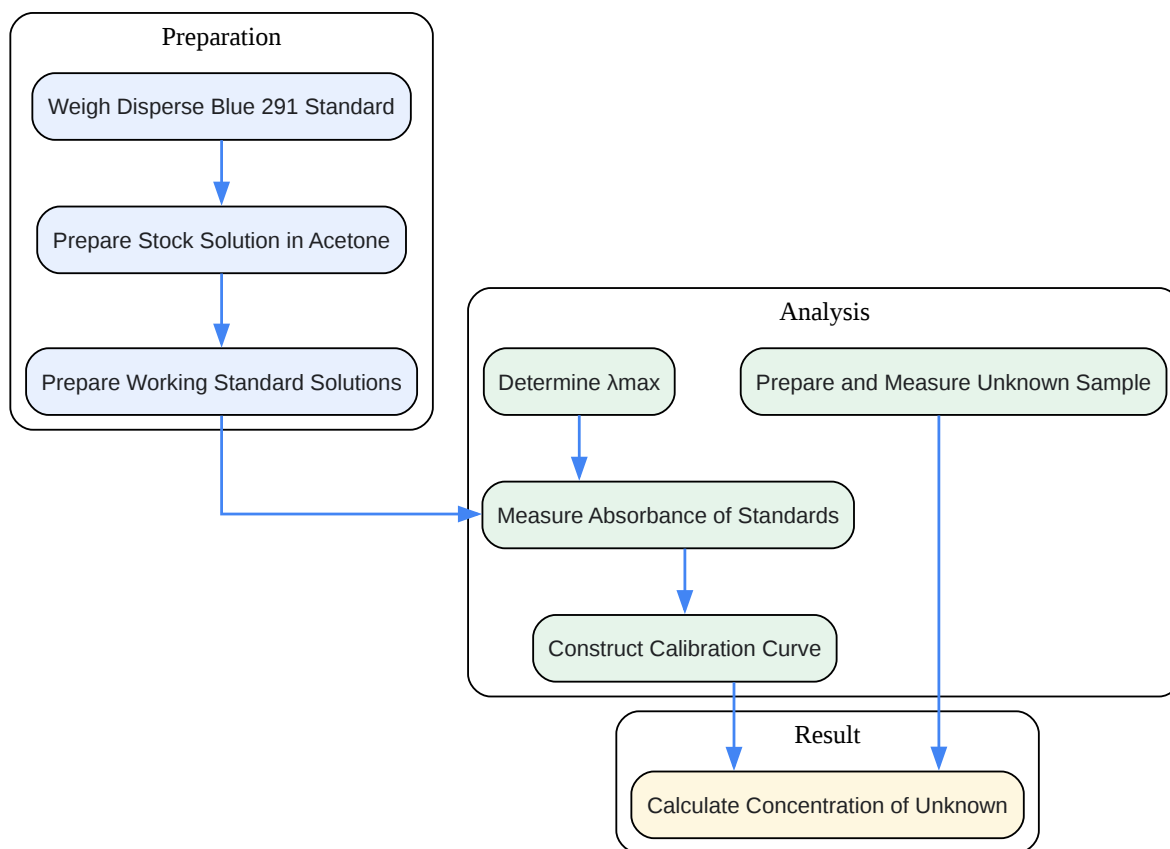 Preparation
Weigh Disperse Blue 291 Standard
Prepare Stock Solution in Acetone
Prepare Working Standard Solutions
Analysis
Determine λmax
Prepare and Measure Unknown Sample
Measure Absorbance of Standards
Construct Calibration Curve
Result
Calculate Concentration of Unknown